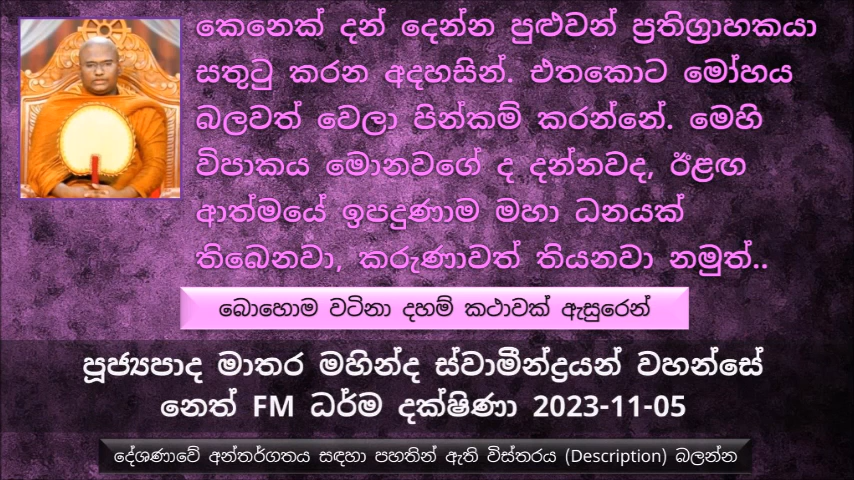 කෙනෙක් දන් දෙන්න පුළුවන් ප්‍රතිග්‍රාහකයා
සතුටු කරන අදහසින්. එතකොට මෝහය
බලවත් වෙලා පින්කම් කරන්නේ. මෙහි
විපාකය මොනවගේ ද දන්නවද, ඊළඟ
ආත්මයේ ඉපදුණාම මහා ධනයක්
තිබෙනවා, කරුණාවත් තියනවා නමුත්..
බොහොම වටිනා දහම් කථාවක් ඇසුරෙන්
පූජ්‍යපාද මාතර මහින්ද ස්වාමීන්ද්‍රයන් වහන්සේ
නෙත් FM ධර්ම දක්ෂිණා 2023-11-05
දේශණාවේ අන්තර්ගතය සඳහා පහතින් ඇති විස්තරය (Description) බලන්න